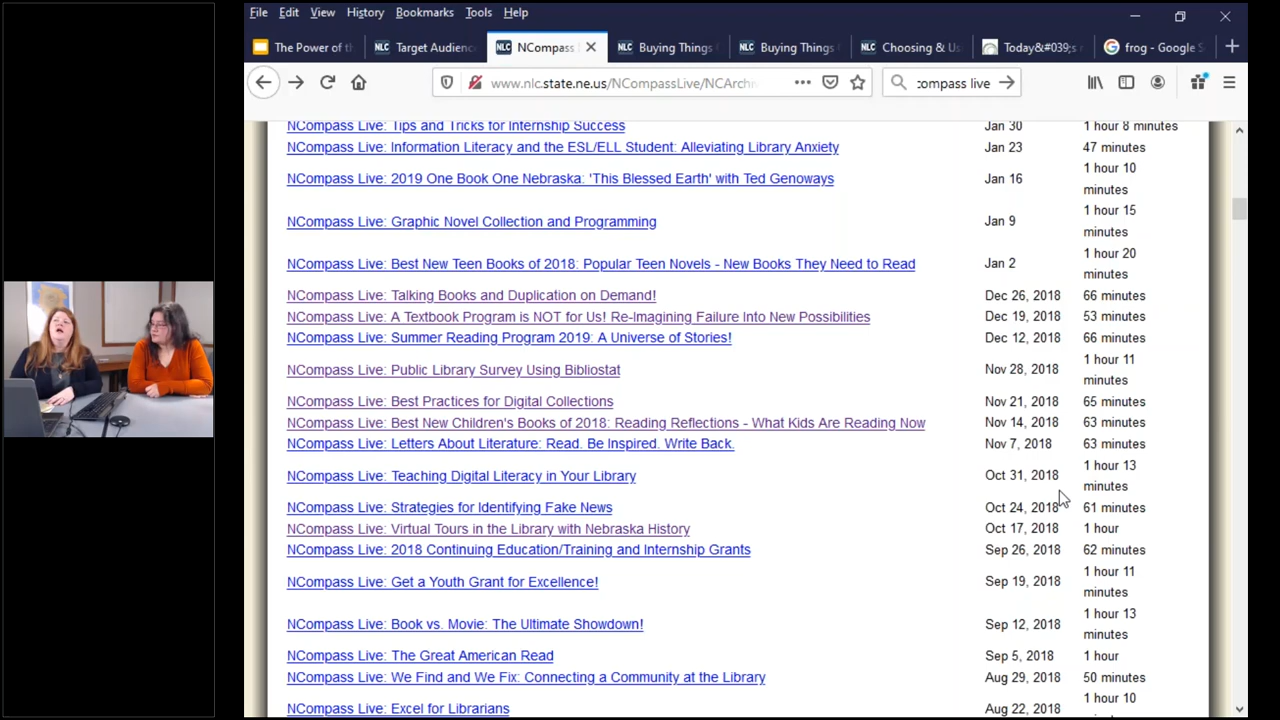 File Edit View History Bookmarks Tools Help
The Power of th
NLC Target Audienc
NLC NCompass
NLC Buying Things
NLC Buying Things
NLC Choosing & Us
Today&#039;s
frog - Google S
www.nlc.state.ne.us/NCompassLive/NCArch
compass live
NCompass Live: Tips and Tricks for Internship Success Jan 30 1 hour 8 minutes
NCompass Live: Information Literacy and the ESL/ELL Student: Alleviating Library Anxiety Jan 23 47 minutes
NCompass Live: 2019 One Book One Nebraska: 'This Blessed Earth' with Ted Genoways Jan 16 1 hour 10
minutes
NCompass Live: Graphic Novel Collection and Programming Jan 9 1 hour 15
minutes
NCompass Live: Best New Teen Books of 2018: Popular Teen Novels - New Books They Need to Read Jan 2 1 hour 20
minutes
NCompass Live: Talking Books and Duplication on Demand! Dec 26, 2018 66 minutes
NCompass Live: A Textbook Program is NOT for Us! Re-Imagining Failure Into New Possibilities Dec 19, 2018 53 minutes
NCompass Live: Summer Reading Program 2019: A Universe of Stories! Dec 12, 2018 66 minutes
NCompass Live: Public Library Survey Using Bibliostat Nov 28, 2018 1 hour 11
minutes
NCompass Live: Best Practices for Digital Collections Nov 21, 2018 65 minutes
NCompass Live: Best New Children's Books of 2018: Reading Reflections - What Kids Are Reading Now Nov 14, 2018 63 minutes
NCompass Live: Letters About Literature: Read. Be Inspired. Write Back. Nov 7, 2018 63 minutes
NCompass Live: Teaching Digital Literacy in Your Library Oct 31, 2018 1 hour 13
minutes
NCompass Live: Strategies for Identifying Fake News Oct 24, 2018 61 minutes
NCompass Live: Virtual Tours in the Library with Nebraska History Oct 17, 2018 1 hour
NCompass Live: 2018 Continuing Education/Training and Internship Grants Sep 26, 2018 62 minutes
NCompass Live: Get a Youth Grant for Excellence! Sep 19, 2018 1 hour 11
minutes
NCompass Live: Book vs. Movie: The Ultimate Showdown! Sep 12, 2018 1 hour 13
minutes
NCompass Live: The Great American Read Sep 5, 2018 1 hour
NCompass Live: We Find and We Fix: Connecting a Community at the Library Aug 29, 2018 50 minutes
NCompass Live: Excel for Librarians Aug 22, 2018 1 hour 10